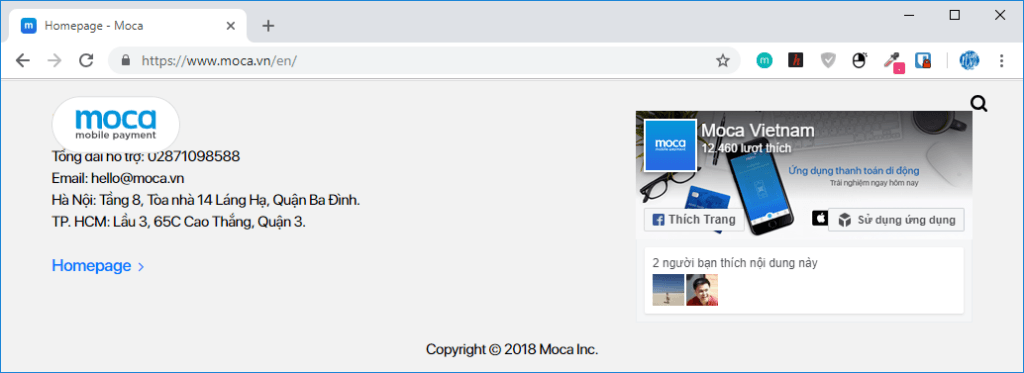 Homepage - Moca
https://www.moca.vn/en/
moca
mobile payment
Tổng đài hỗ trợ: 02871098588
Email: hello@moca.vn
Hà Nội: Tầng 8, Tòa nhà 14 Láng Hạ, Quận Ba Đình.
TP. HCM: Lầu 3, 65C Cao Thắng, Quận 3.
Homepage >
moca
mobile payment
Moca Vietnam
12,460 lượt thích
Ứng dụng thanh toán di động
Trải nghiệm ngay hôm nay
Thích Trang
Sử dụng ứng dụng
2 người bạn thích nội dung này
Copyright © 2018 Moca Inc.